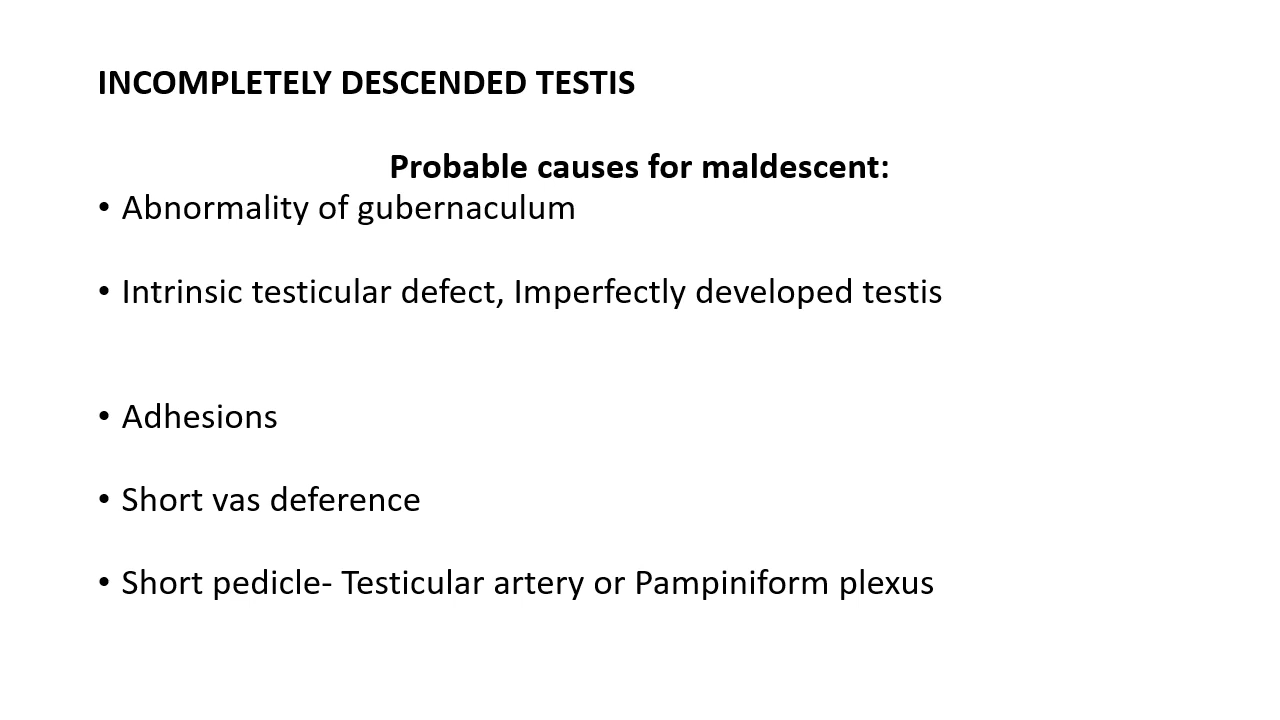 INCOMPLETELY DESCENDED TESTIS
Probable causes for maldescent:
• Abnormality of gubernaculum
• Intrinsic testicular defect, Imperfectly developed testis
• Adhesions
• Short vas deference
• Short pedicle- Testicular artery or Pampiniform plexus